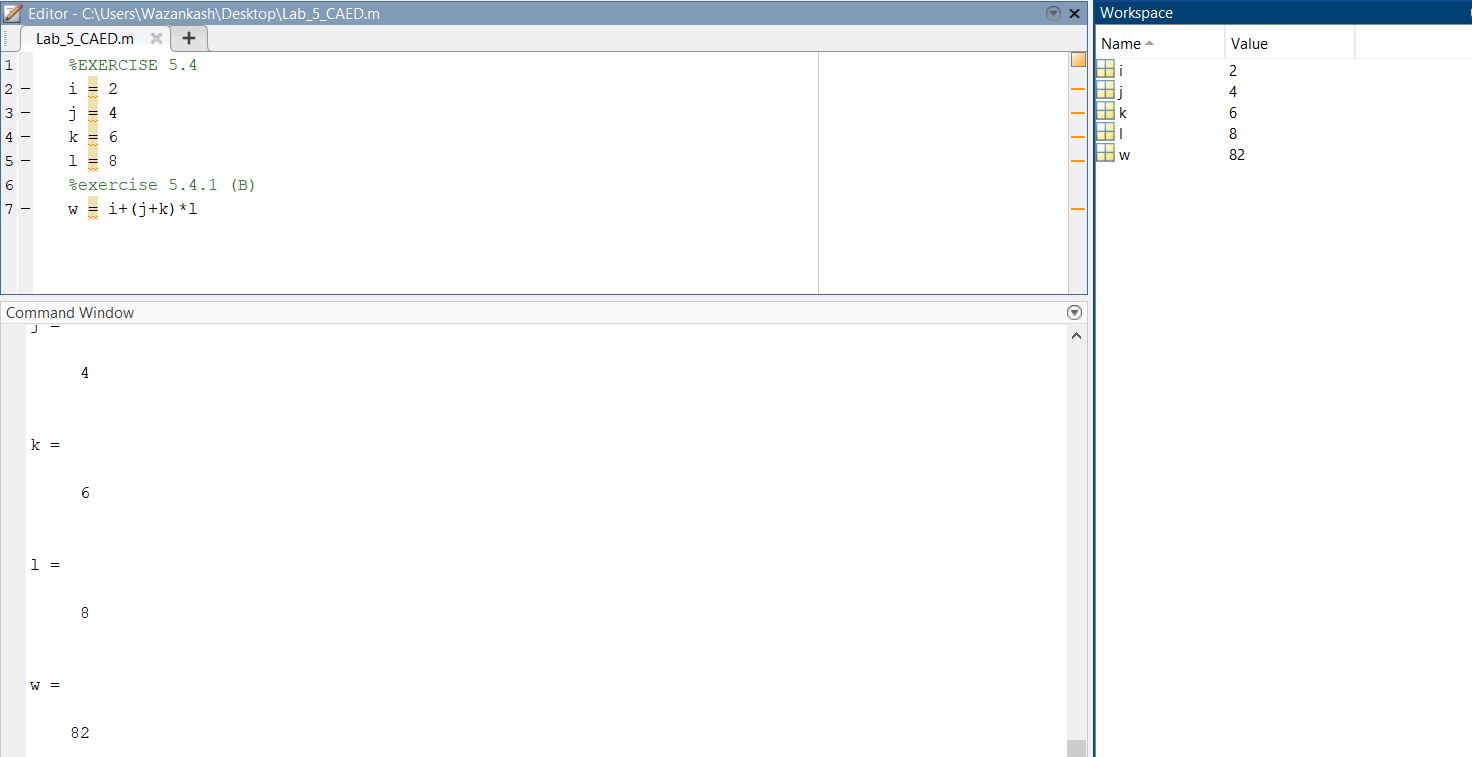 Editor - C:\Users\Wazankash\Desktop\Lab_5_CAED.m
Lab_5_CAED.m
1 %EXERCISE 5.4
2 – i = 2
3 – j = 4
4 – k = 6
5 – l = 8
6 %exercise 5.4.1 (B)
7 – w = i+(j+k)*l
Command Window
j =
4
k =
6
l =
8
w =
82
Workspace
Name Value
i 2
j 4
k 6
l 8
w 82